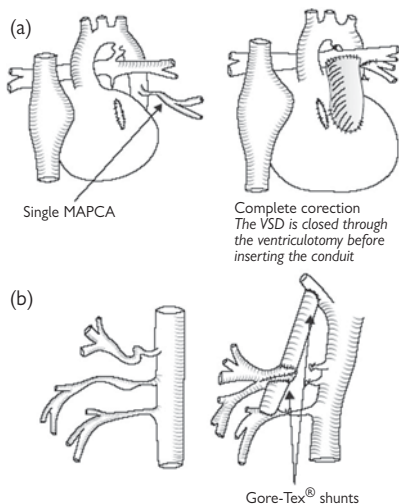 (a)
Single MAPCA
Complete corection
The VSD is closed through
the ventriculotomy before
inserting the conduit
(b)
Gore-Tex® shunts